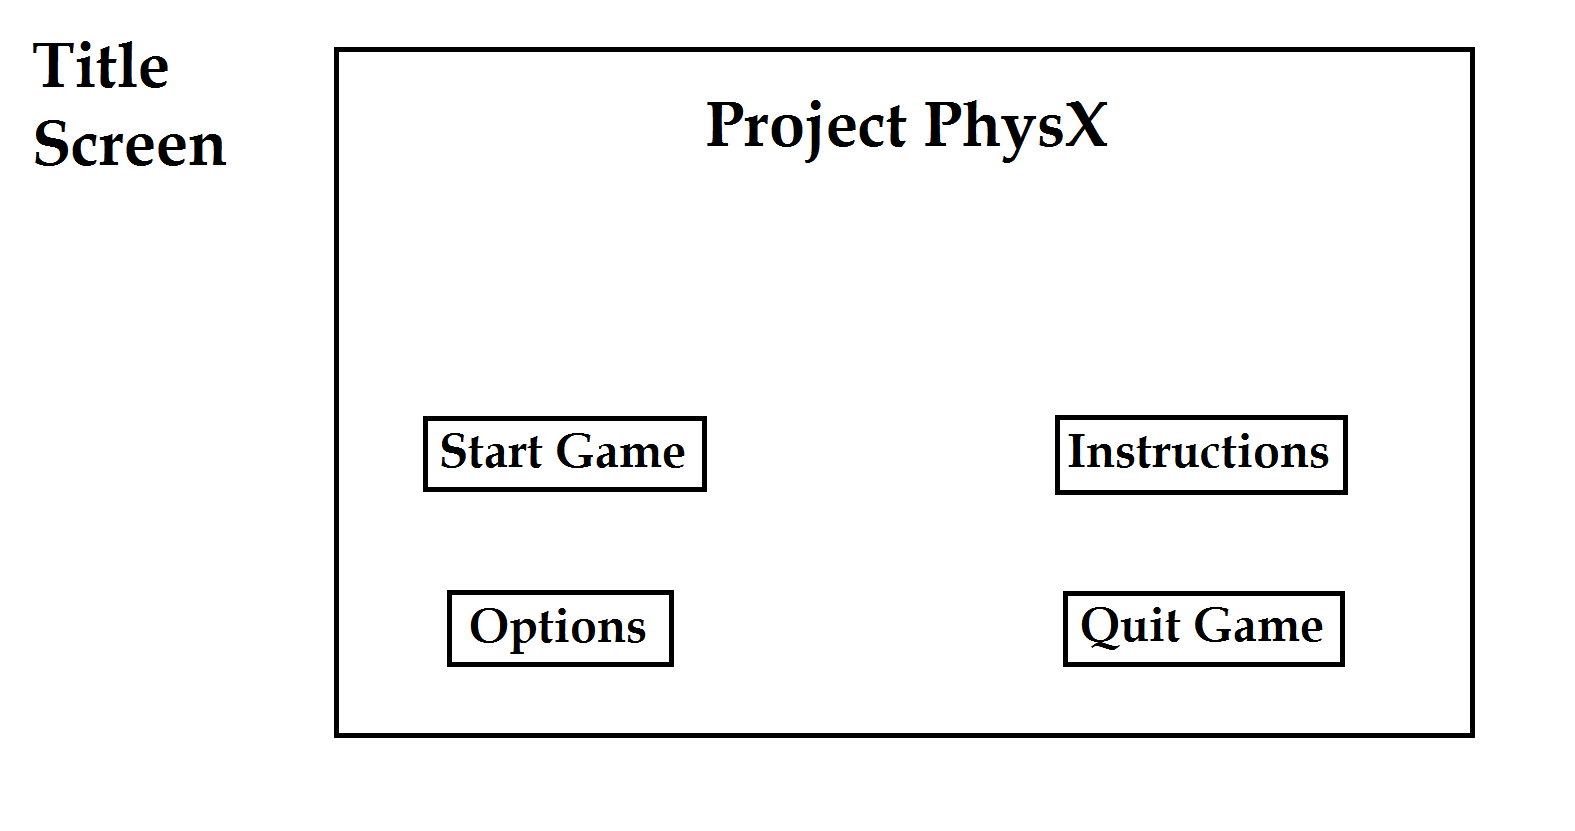 Title
Screen
Project PhysX
Start Game
Instructions
Options
Quit Game